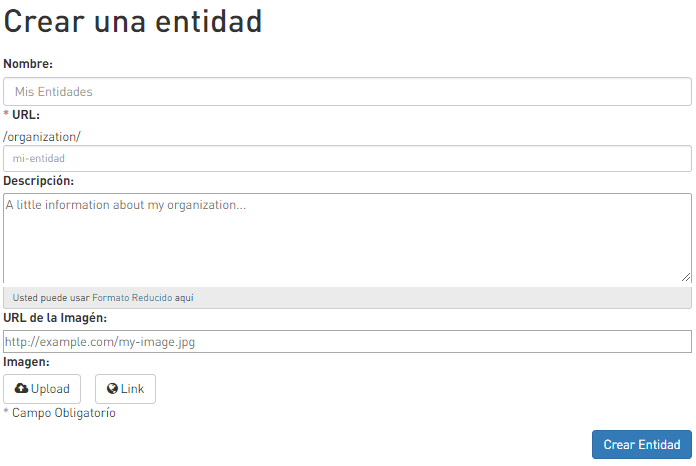 Crear una entidad
Nombre:
Mis Entidades
* URL:
/organization/
mi-entidad
Descripción:
A little information about my organization...
Usted puede usar Formato Reducido aquí
URL de la Imagén:
http://example.com/my-image.jpg
Imagen:
Upload Link
* Campo Obligatorío
Crear Entidad